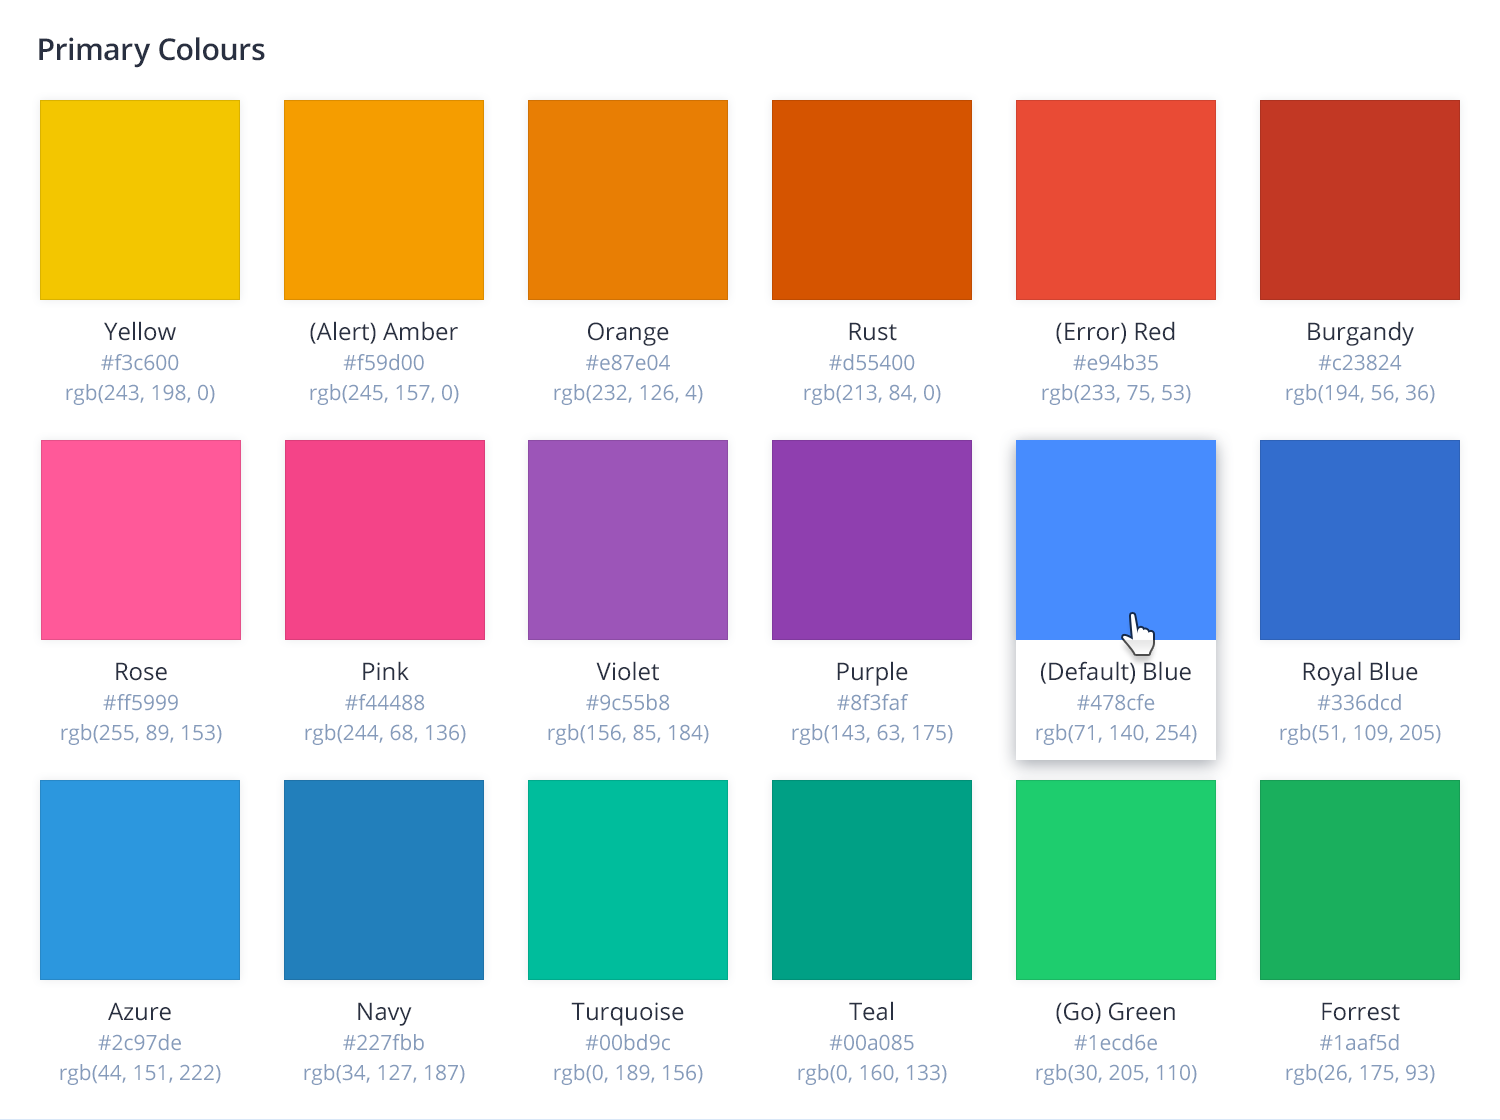 Primary Colours
Yellow
#f3c600
rgb(243, 198, 0)
(Alert) Amber
#f59d00
rgb(245, 157, 0)
Orange
#e87e04
rgb(232, 126, 4)
Rust
#d55400
rgb(213, 84, 0)
(Error) Red
#e94b35
rgb(233, 75, 53)
Burgandy
#c23824
rgb(194, 56, 36)
Rose
#ff5999
rgb(255, 89, 153)
Pink
#f44488
rgb(244, 68, 136)
Violet
#9c55b8
rgb(156, 85, 184)
Purple
#8f3faf
rgb(143, 63, 175)
(Default) Blue
#478cfe
rgb(71, 140, 254)
Royal Blue
#336dcd
rgb(51, 109, 205)
Azure
#2c97de
rgb(44, 151, 222)
Navy
#227fbb
rgb(34, 127, 187)
Turquoise
#00bd9c
rgb(0, 189, 156)
Teal
#00a085
rgb(0, 160, 133)
(Go) Green
#1ecd6e
rgb(30, 205, 110)
Forrest
#1aaf5d
rgb(26, 175, 93)